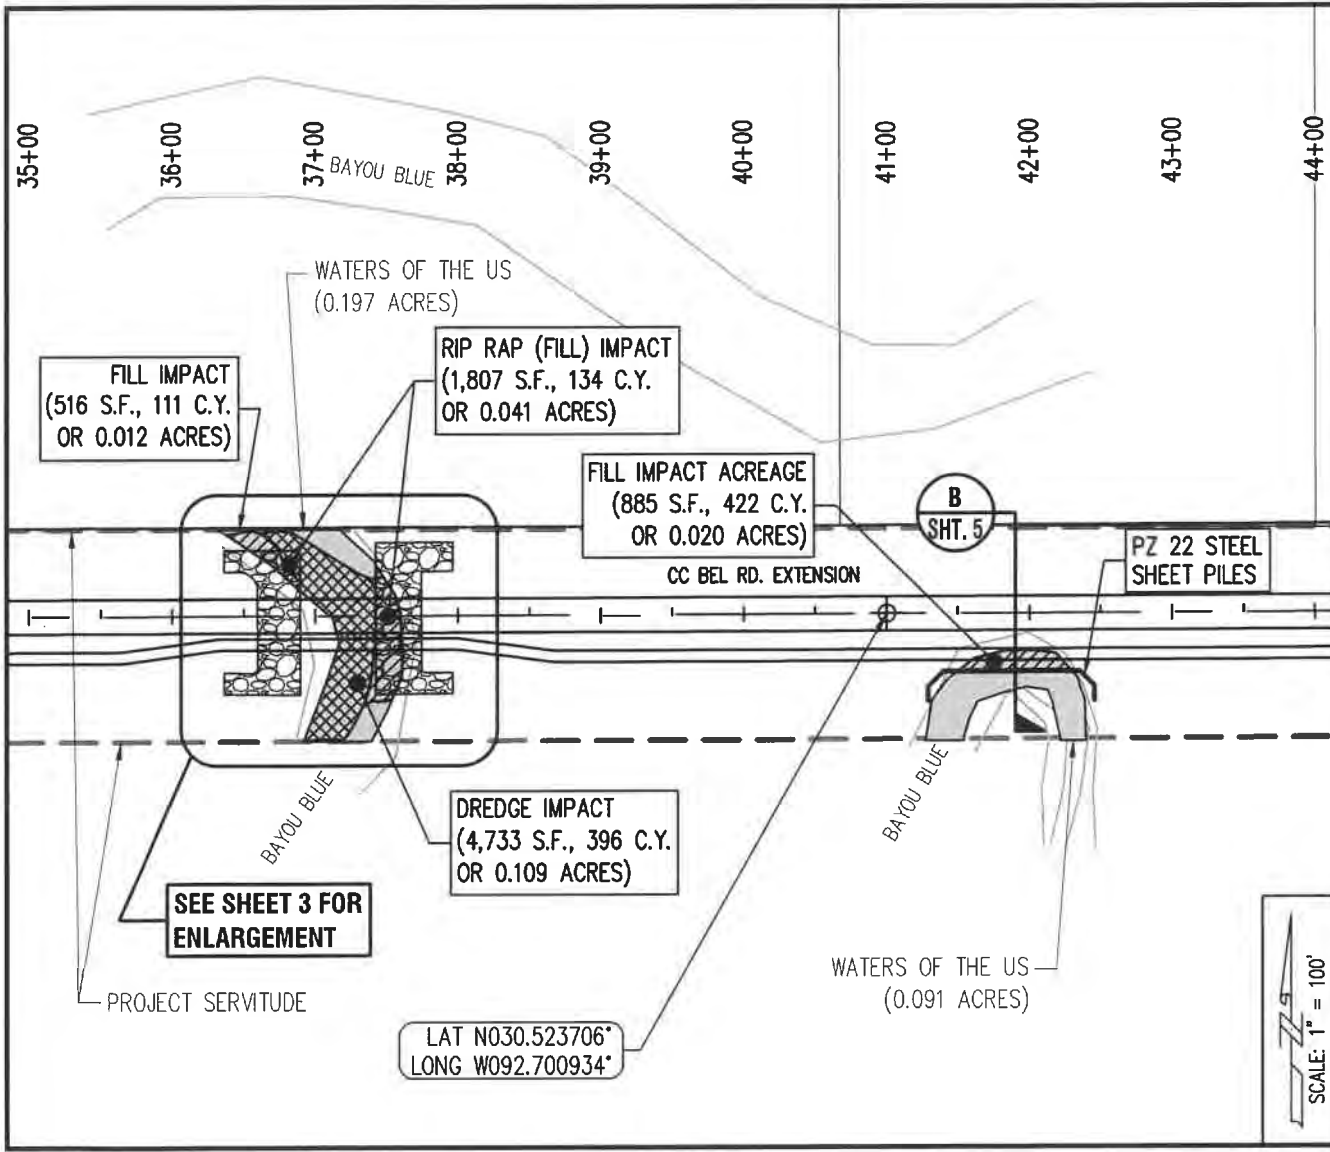 35+00
36+00
37+00
38+00
39+00
40+00
41+00
42+00
43+00
44+00
BAYOU BLUE
WATERS OF THE US
(0.197 ACRES)
FILL IMPACT
(516 S.F., 111 C.Y.
OR 0.012 ACRES)
RIP RAP (FILL) IMPACT
(1,807 S.F., 134 C.Y.
OR 0.041 ACRES)
FILL IMPACT ACREAGE
(885 S.F., 422 C.Y.
OR 0.020 ACRES)
B
SHT. 5
PZ 22 STEEL
SHEET PILES
CC BEL RD. EXTENSION
BAYOU BLUE
BAYOU BLUE
DREDGE IMPACT
(4,733 S.F., 396 C.Y.
OR 0.109 ACRES)
SEE SHEET 3 FOR
ENLARGEMENT
PROJECT SERVITUDE
WATERS OF THE US
(0.091 ACRES)
LAT N030.523706°
LONG W092.700934°
N
SCALE: 1" = 100'